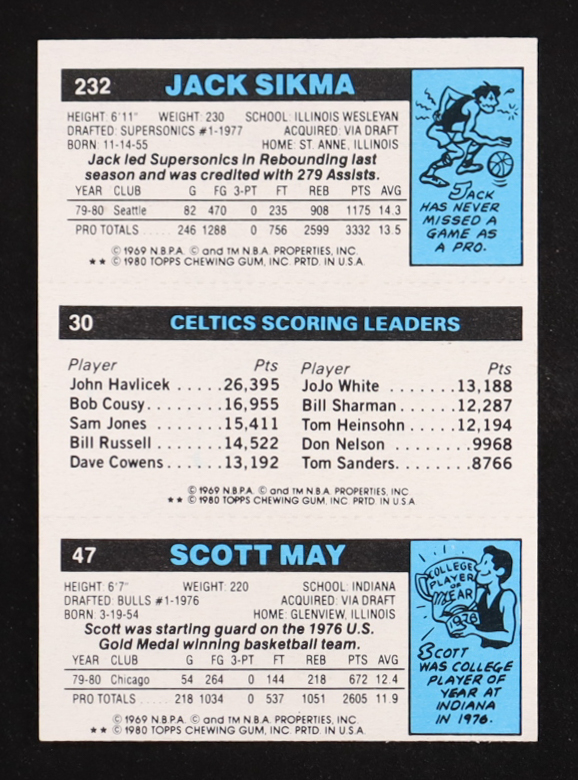 232 JACK SIKMA
HEIGHT: 6'11" WEIGHT: 230 SCHOOL: ILLINOIS WESLEYAN
DRAFTED: SUPERSONICS #1-1977 ACQUIRED: VIA DRAFT
BORN: 11-14-55 HOME: ST. ANNE, ILLINOIS
Jack led Supersonics in Rebounding last
season and was credited with 279 Assists.
YEAR CLUB G FG 3-PT FT REB PTS AVG
79-80 Seattle 82 470 0 235 908 1175 14.3
PRO TOTALS ..... 246 1288 0 756 2599 3332 13.5
© 1969 N.B.P.A. © and TM N.B.A. PROPERTIES, INC.
★★ © 1980 TOPPS CHEWING GUM, INC. PRTD. IN U.S.A.
JACK
HAS NEVER
MISSED A
GAME AS
A PRO.
30 CELTICS SCORING LEADERS
Player Pts Player Pts
John Havlicek .....26,395 JoJo White .......13,188
Bob Cousy........ 16,955 Bill Sharman.....12,287
Sam Jones ...... 15,411 Tom Heinsohn ..12,194
Bill Russell ...... 14,522 Don Nelson ...... 9968
Dave Cowens ...... 13,192 Tom Sanders...... 8766
© 1969 N.B.P.A. © and TM N.B.A. PROPERTIES, INC
★★ © 1980 TOPPS CHEWING GUM, INC. PRTD. IN U.S.A
47 SCOTT MAY
HEIGHT: 6'7" WEIGHT: 220 SCHOOL: INDIANA
DRAFTED: BULLS #1-1976 ACQUIRED: VIA DRAFT
BORN: 3-19-54 HOME: GLENVIEW, ILLINOIS
Scott was starting guard on the 1976 U.S.
Gold Medal winning basketball team.
YEAR CLUB G FG 3-PT FT REB PTS AVG
79-80 Chicago 54 264 0 144 218 672 12.4
PRO TOTALS ..... 218 1034 0 537 1051 2605 11.9
© 1969 N.B.P.A. © and TM N.B.A. PROPERTIES, INC.
★★ © 1980 TOPPS CHEWING GUM, INC. PRTD. IN U.S.A.
COLLEGE
PLAYER
OF
YEAR
1976
SCOTT
WAS COLLEGE
PLAYER OF
YEAR AT
INDIANA
IN 1976.